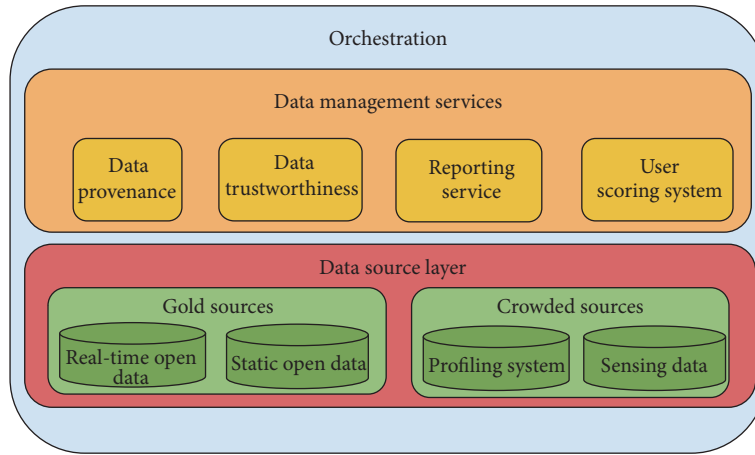 Orchestration
Data management services
Data
provenance
Data
trustworthiness
Reporting
service
User
scoring system
Data source layer
Gold sources
Real-time open
data
Static open data
Crowded sources
Profiling system
Sensing data